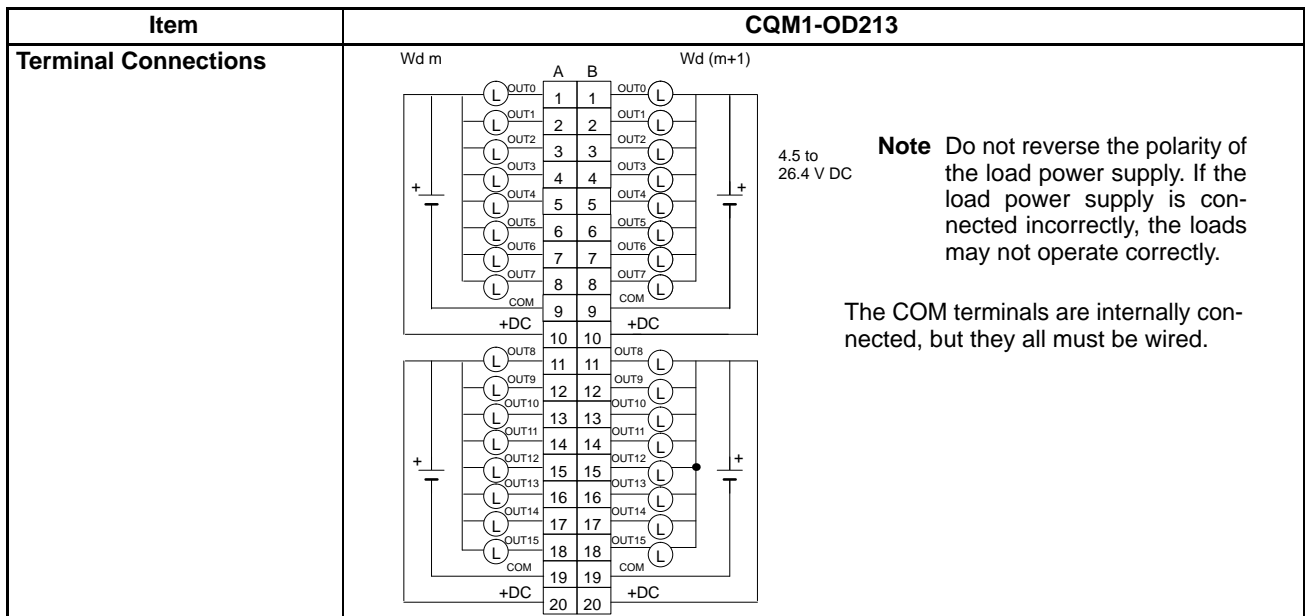 Item CQM1-OD213
Terminal Connections
Wd m Wd (m+1)
A B
L OUT0 1 1 OUT0 L
L OUT1 2 2 OUT1 L
L OUT2 3 3 OUT2 L
L OUT3 4 4 OUT3 L
+ L OUT4 5 5 OUT4 L +
L OUT5 6 6 OUT5 L
L OUT6 7 7 OUT6 L
L OUT7 8 8 OUT7 L
COM 9 9 COM
+DC 10 10 +DC
L OUT8 11 11 OUT8 L
L OUT9 12 12 OUT9 L
L OUT10 13 13 OUT10 L
L OUT11 14 14 OUT11 L
+ L OUT12 15 15 OUT12 L +
L OUT13 16 16 OUT13 L
L OUT14 17 17 OUT14 L
L OUT15 18 18 OUT15 L
COM 19 19 COM
+DC 20 20 +DC
4.5 to
26.4 V DC
Note Do not reverse the polarity of
the load power supply. If the
load power supply is con-
nected incorrectly, the loads
may not operate correctly.
The COM terminals are internally con-
nected, but they all must be wired.